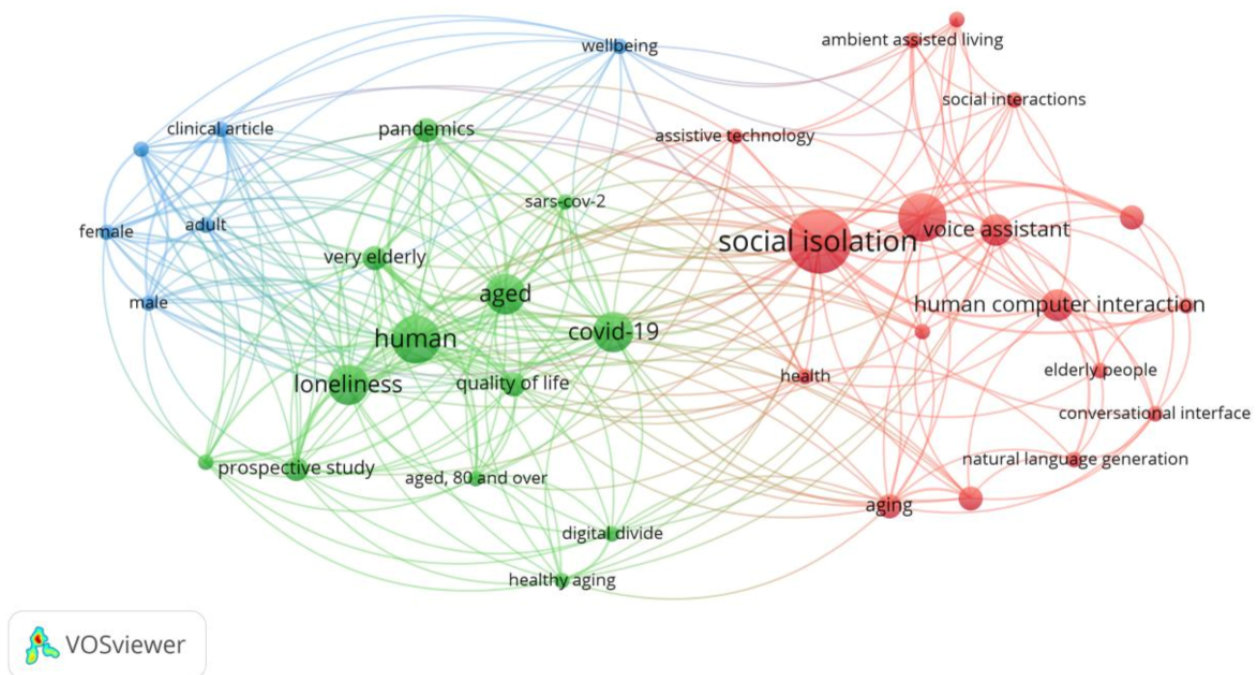 wellbeing
ambient assisted living
social interactions
clinical article
pandemics
assistive technology
sars-cov-2
female
adult
voice assistant
social isolation
very elderly
aged
male
human computer interaction
human
covid-19
loneliness
quality of life
health
elderly people
conversational interface
prospective study
aged, 80 and over
natural language generation
aging
digital divide
healthy aging
VOSviewer